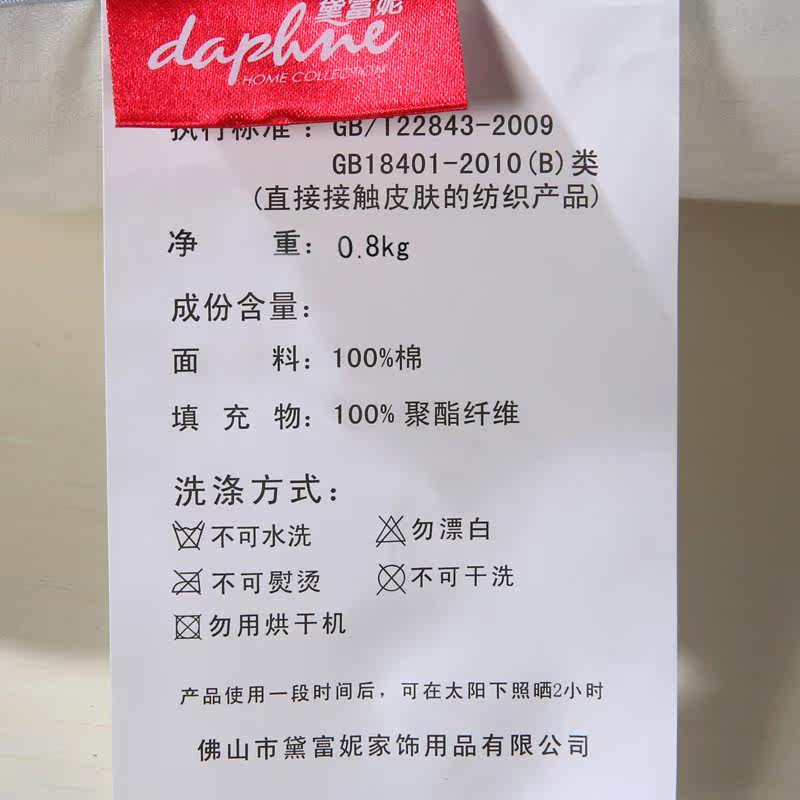 黛富妮
daphne
HOME COLLECTION
执行标准：GB/T22843-2009
GB18401-2010(B)类
(直接接触皮肤的纺织产品)
净 重：0.8kg
成份含量：
面 料：100%棉
填 充 物：100%聚酯纤维
洗涤方式：
不可水洗 勿漂白
不可熨烫 不可干洗
勿用烘干机
产品使用一段时间后，可在太阳下照晒2小时
佛山市黛富妮家饰用品有限公司